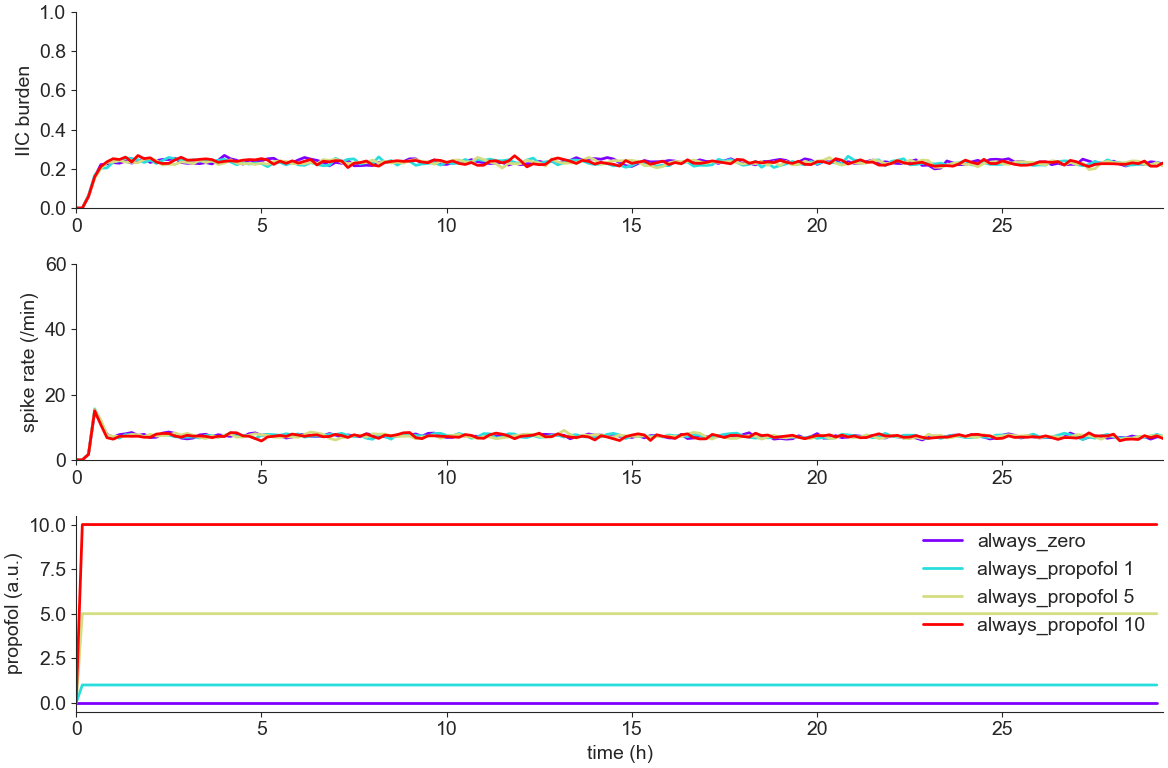 1.0
0.8
0.6
0.4
0.2
0.0
IIC burden
0 5 10 15 20 25
60
40
20
0
spike rate (/min)
0 5 10 15 20 25
10.0
7.5
5.0
2.5
0.0
propofol (a.u.)
always_zero
always_propofol 1
always_propofol 5
always_propofol 10
0 5 10 15 20 25
time (h)